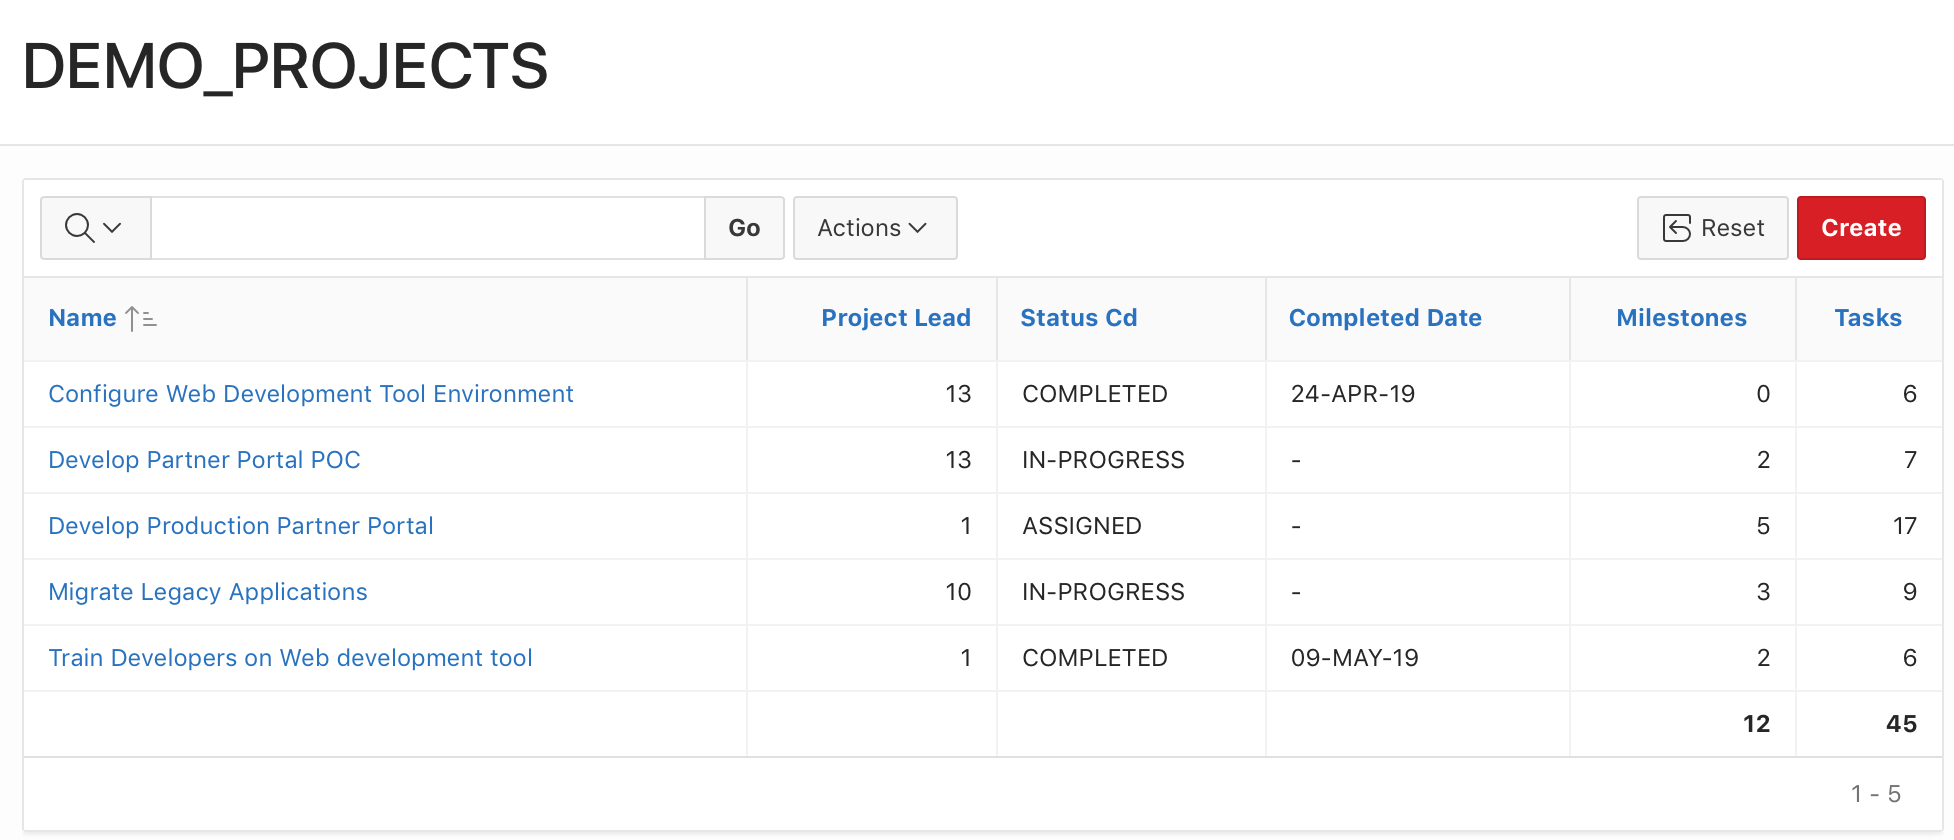 DEMO_PROJECTS
Go Actions Reset Create
Name Project Lead Status Cd Completed Date Milestones Tasks
Configure Web Development Tool Environment 13 COMPLETED 24-APR-19 0 6
Develop Partner Portal POC 13 IN-PROGRESS - 2 7
Develop Production Partner Portal 1 ASSIGNED - 5 17
Migrate Legacy Applications 10 IN-PROGRESS - 3 9
Train Developers on Web development tool 1 COMPLETED 09-MAY-19 2 6
12 45
1 - 5